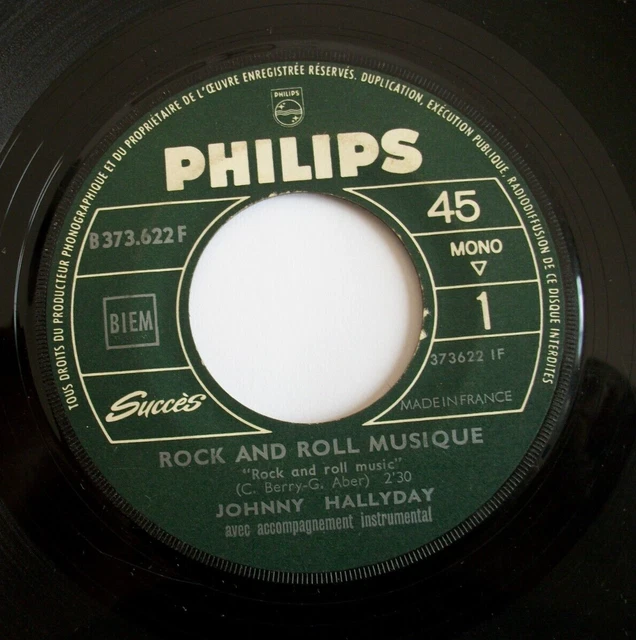 TOUS DROITS DU PRODUCTEUR PHONOGRAPHIQUE ET DU PROPRIÉTAIRE DE L'ŒUVRE ENREGISTRÉE RÉSERVÉS. DUPLICATION, EXÉCUTION PUBLIQUE, RADIODIFFUSION DE CE DISQUE INTERDITES
PHILIPS
PHILIPS
B 373.622 F
45
MONO
BIEM
1
373622 1F
Succès
MADE IN FRANCE
ROCK AND ROLL MUSIQUE
"Rock and roll music"
(C. Berry-G. Aber) 2'30
JOHNNY HALLYDAY
avec accompagnement instrumental